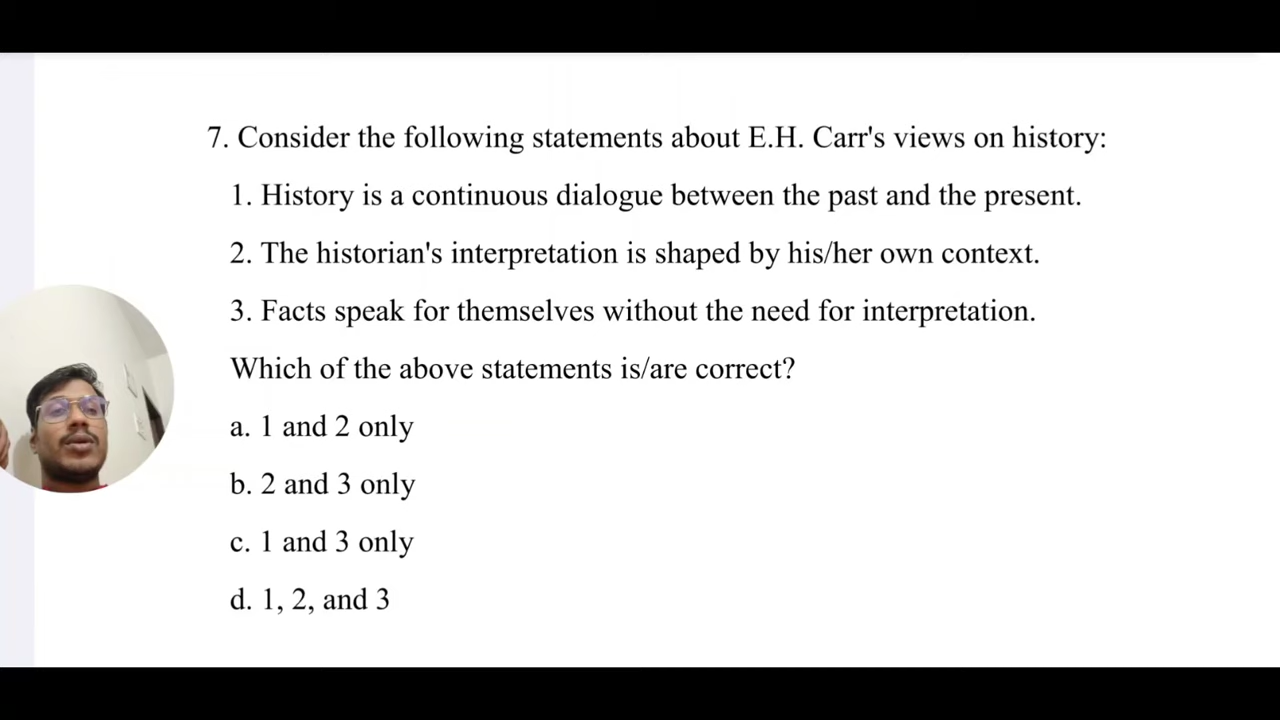 7. Consider the following statements about E.H. Carr's views on history:
1. History is a continuous dialogue between the past and the present.
2. The historian's interpretation is shaped by his/her own context.
3. Facts speak for themselves without the need for interpretation.
Which of the above statements is/are correct?
a. 1 and 2 only
b. 2 and 3 only
c. 1 and 3 only
d. 1, 2, and 3